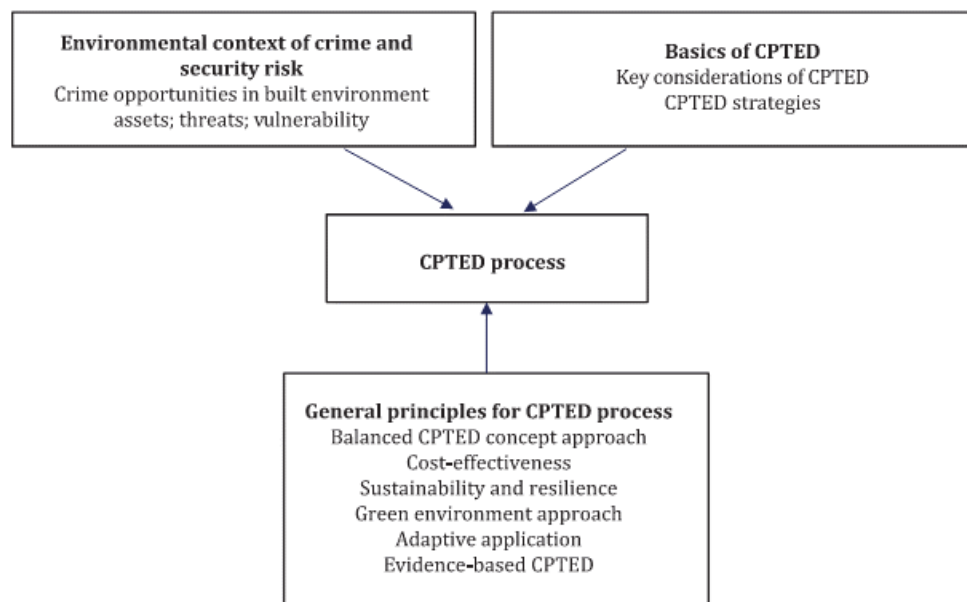 Environmental context of crime and
security risk
Crime opportunities in built environment
assets; threats; vulnerability
Basics of CPTED
Key considerations of CPTED
CPTED strategies
CPTED process
General principles for CPTED process
Balanced CPTED concept approach
Cost-effectiveness
Sustainability and resilience
Green environment approach
Adaptive application
Evidence-based CPTED